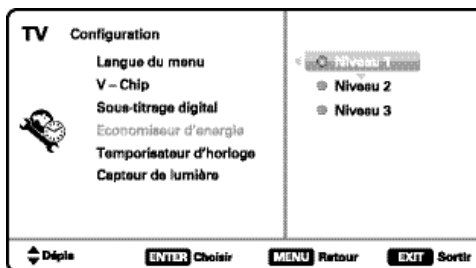 TV Configuration
Langue du menu
V – Chip
Sous-titrage digital
Economiseur d'energie
Temporisateur d'horloge
Capteur de lumière
Niveau 1
Niveau 2
Niveau 3
Dépla ENTER Choisir MENU Retour EXIT Sortir